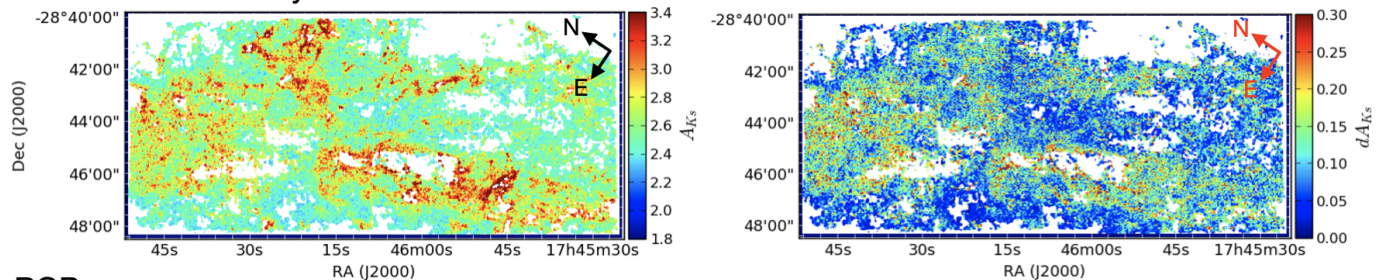 -28°40'00"
42'00"
44'00"
46'00"
48'00"
Dec (J2000)
45s
30s
15s
46m00s
45s
17h45m30s
RA (J2000)
N
E
3.4
3.2
3.0
2.8
2.6
2.4
2.2
2.0
1.8
A_Ks
-28°40'00"
42'00"
44'00"
46'00"
48'00"
45s
30s
15s
46m00s
45s
17h45m30s
RA (J2000)
N
E
0.30
0.25
0.20
0.15
0.10
0.05
0.00
dA_Ks